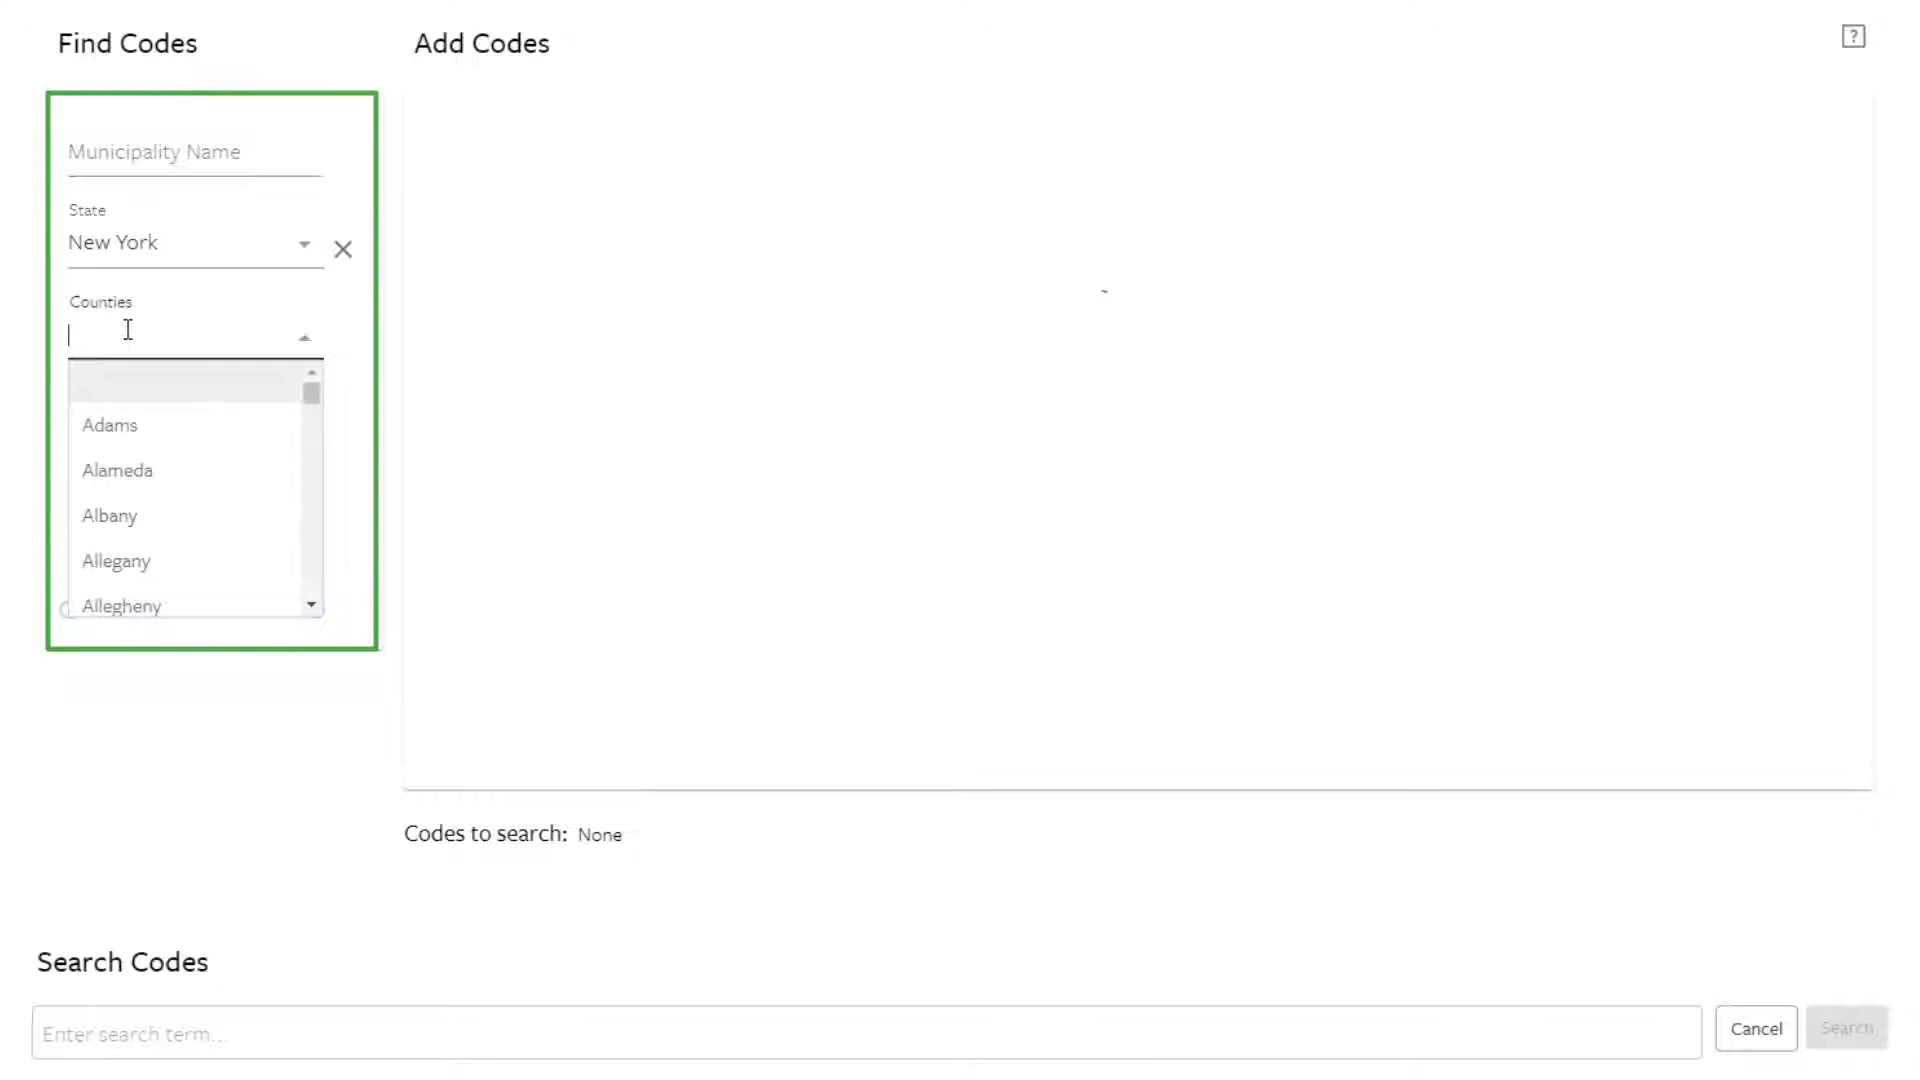 Find Codes
Add Codes
?
Municipality Name
State
New York
Counties
Adams
Alameda
Albany
Allegany
Allegheny
Codes to search: None
Search Codes
Enter search term...
Cancel
Search